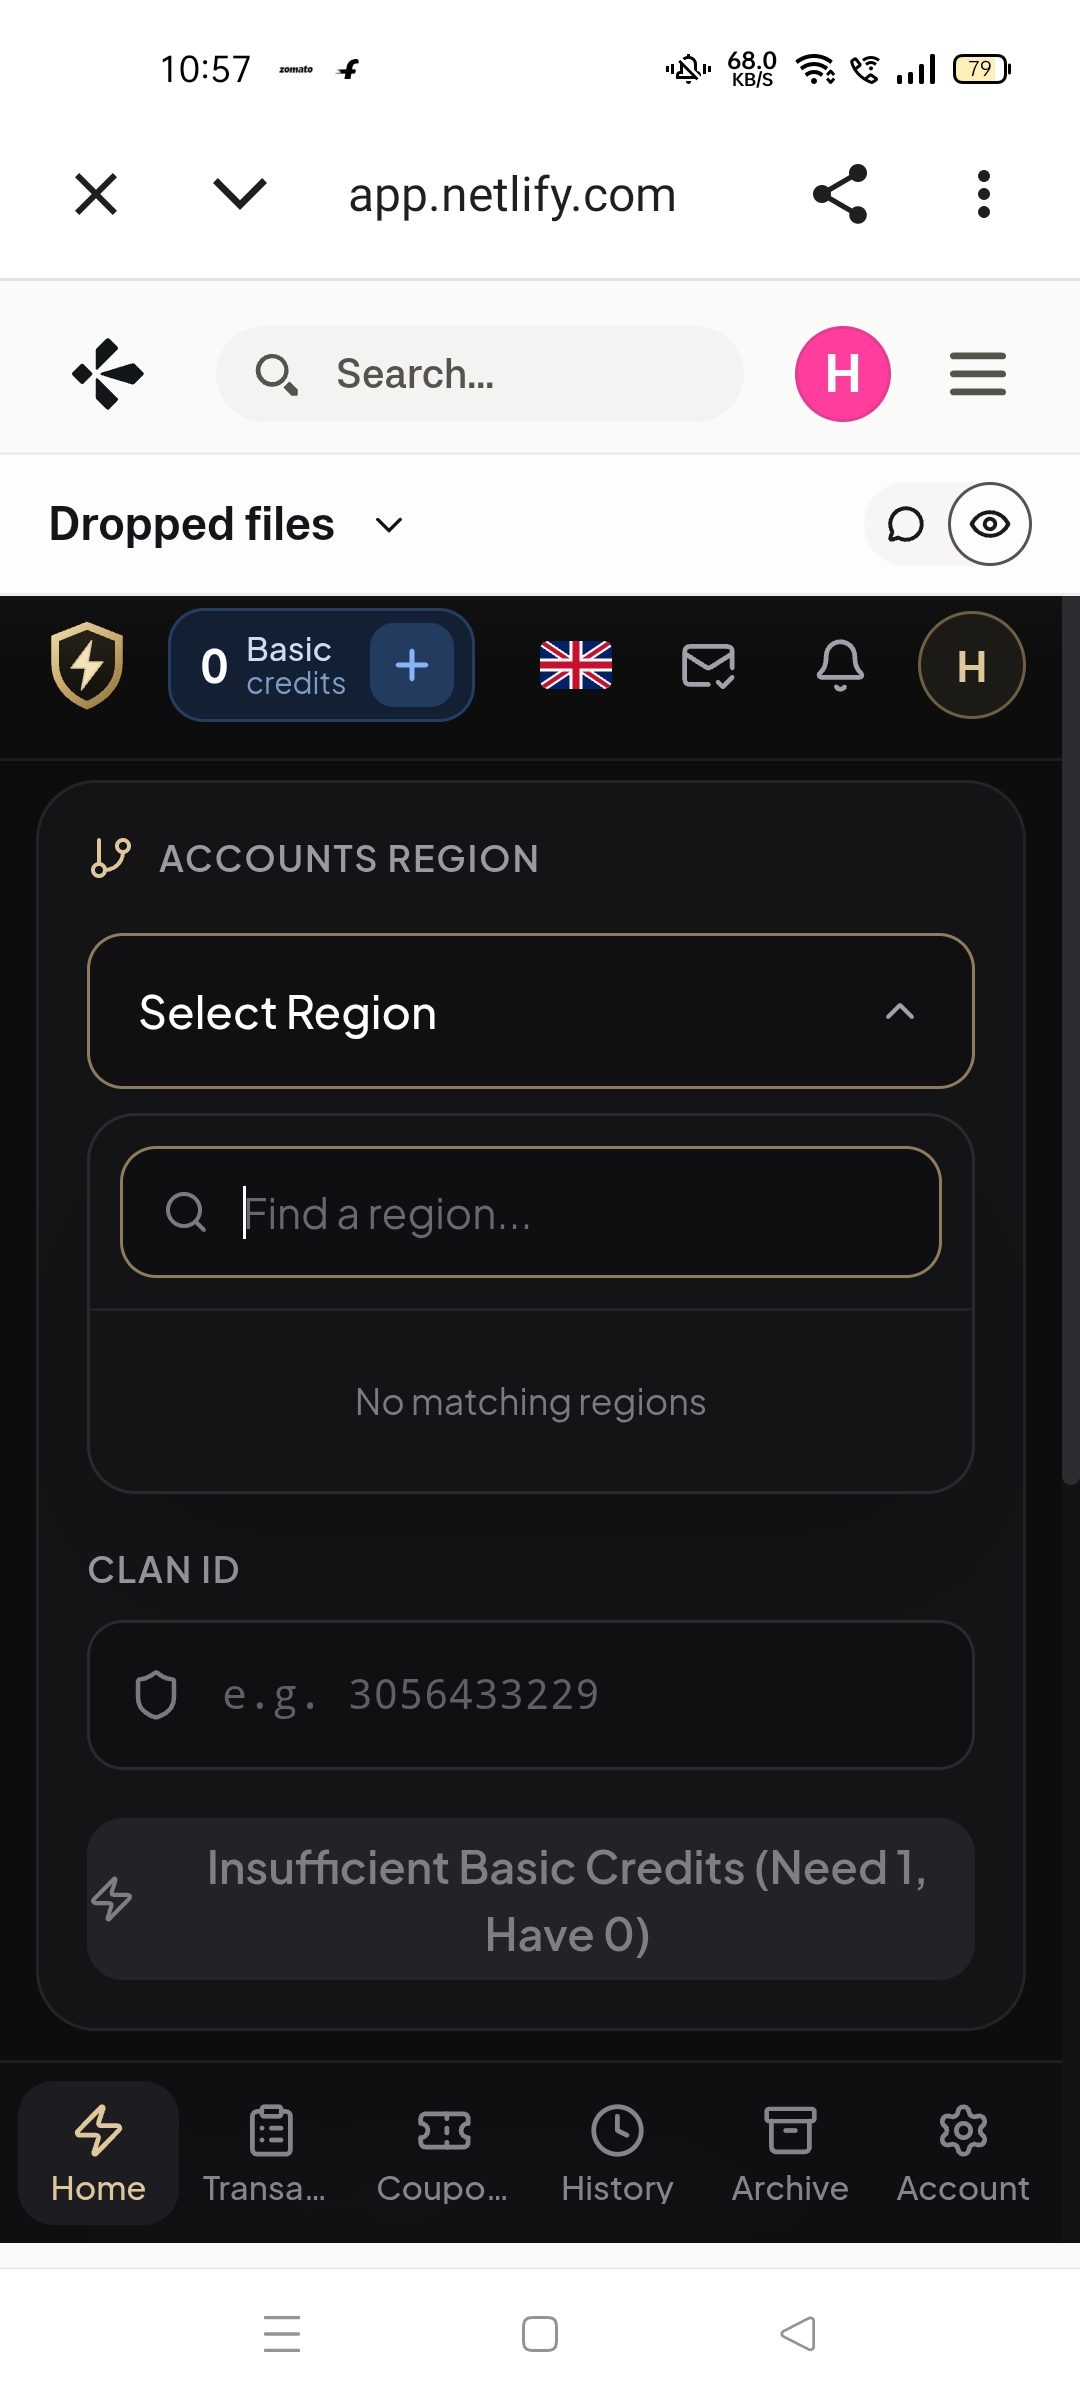 10:57 zomato 68.0 KB/S 79
app.netlify.com
Search... H
Dropped files
0 Basic credits H
ACCOUNTS REGION
Select Region
Find a region...
No matching regions
CLAN ID
e.g. 3056433229
Insufficient Basic Credits (Need 1,
Have 0)
Home Transa... Coupo... History Archive Account